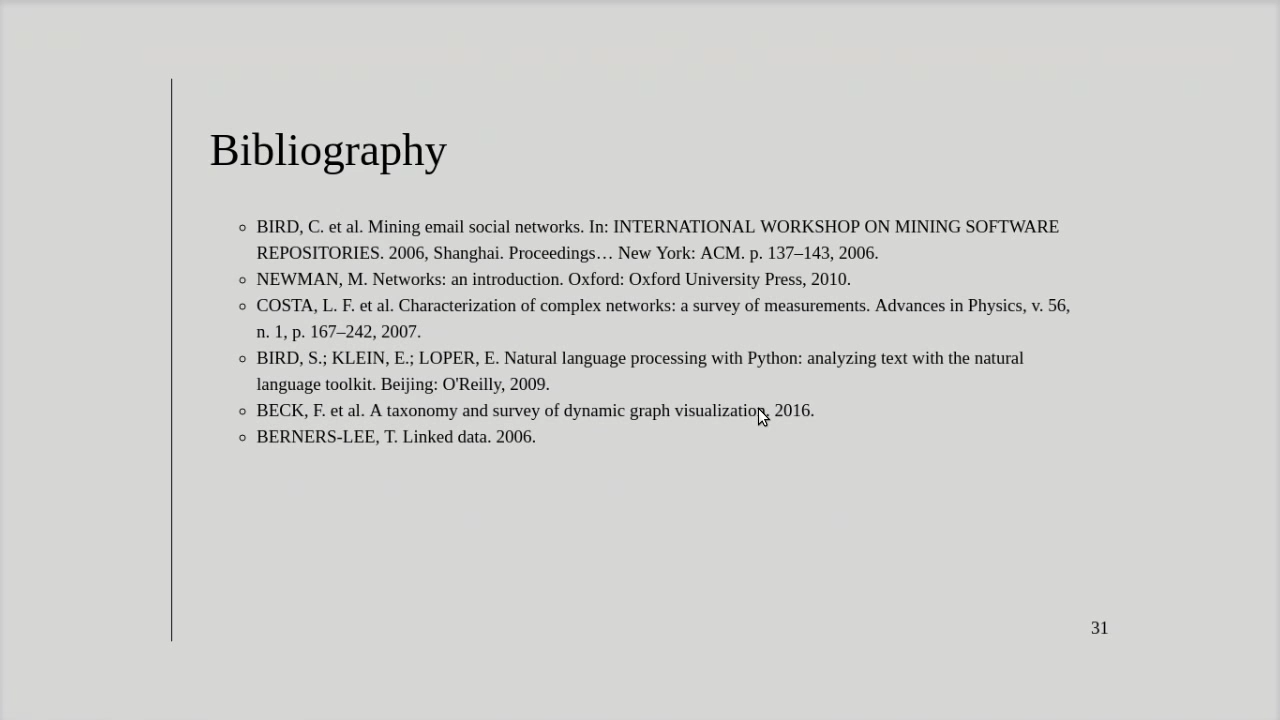 Bibliography
BIRD, C. et al. Mining email social networks. In: INTERNATIONAL WORKSHOP ON MINING SOFTWARE
REPOSITORIES. 2006, Shanghai. Proceedings… New York: ACM. p. 137–143, 2006.
NEWMAN, M. Networks: an introduction. Oxford: Oxford University Press, 2010.
COSTA, L. F. et al. Characterization of complex networks: a survey of measurements. Advances in Physics, v. 56,
n. 1, p. 167–242, 2007.
BIRD, S.; KLEIN, E.; LOPER, E. Natural language processing with Python: analyzing text with the natural
language toolkit. Beijing: O'Reilly, 2009.
BECK, F. et al. A taxonomy and survey of dynamic graph visualization. 2016.
BERNERS-LEE, T. Linked data. 2006.
31